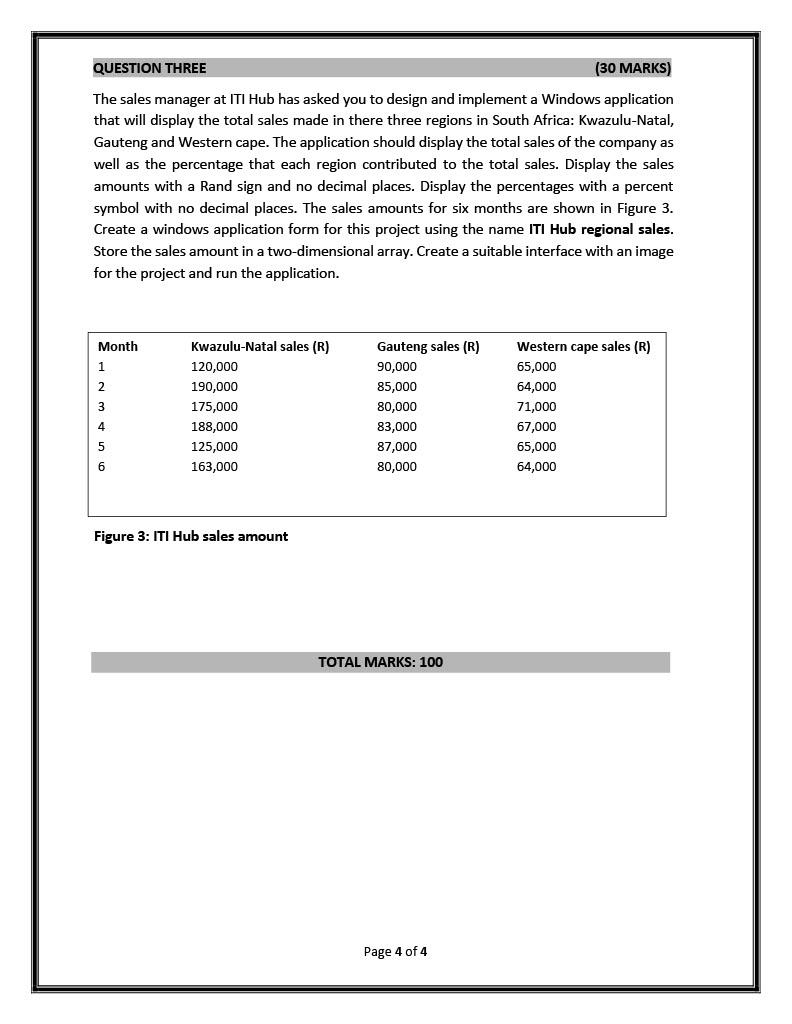 QUESTION THREE (30 MARKS)
The sales manager at ITI Hub has asked you to design and implement a Windows application
that will display the total sales made in there three regions in South Africa: Kwazulu-Natal,
Gauteng and Western cape. The application should display the total sales of the company as
well as the percentage that each region contributed to the total sales. Display the sales
amounts with a Rand sign and no decimal places. Display the percentages with a percent
symbol with no decimal places. The sales amounts for six months are shown in Figure 3.
Create a windows application form for this project using the name ITI Hub regional sales.
Store the sales amount in a two-dimensional array. Create a suitable interface with an image
for the project and run the application.
Month Kwazulu-Natal sales (R) Gauteng sales (R) Western cape sales (R)
1 120,000 90,000 65,000
2 190,000 85,000 64,000
3 175,000 80,000 71,000
4 188,000 83,000 67,000
5 125,000 87,000 65,000
6 163,000 80,000 64,000
Figure 3: ITI Hub sales amount
TOTAL MARKS: 100
Page 4 of 4